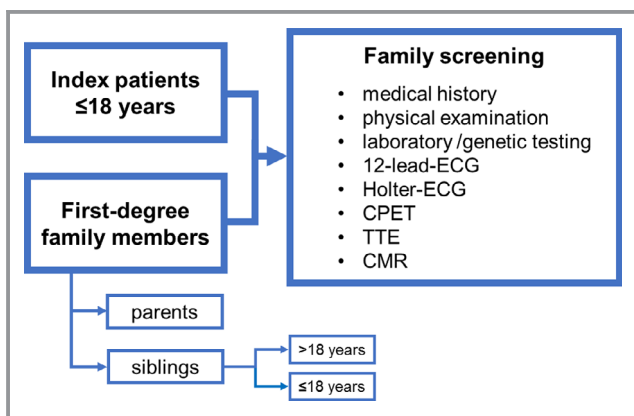 Index patients
≤18 years
First-degree
family members
parents
siblings
>18 years
≤18 years
Family screening
• medical history
• physical examination
• laboratory/genetic testing
• 12-lead-ECG
• Holter-ECG
• CPET
• TTE
• CMR